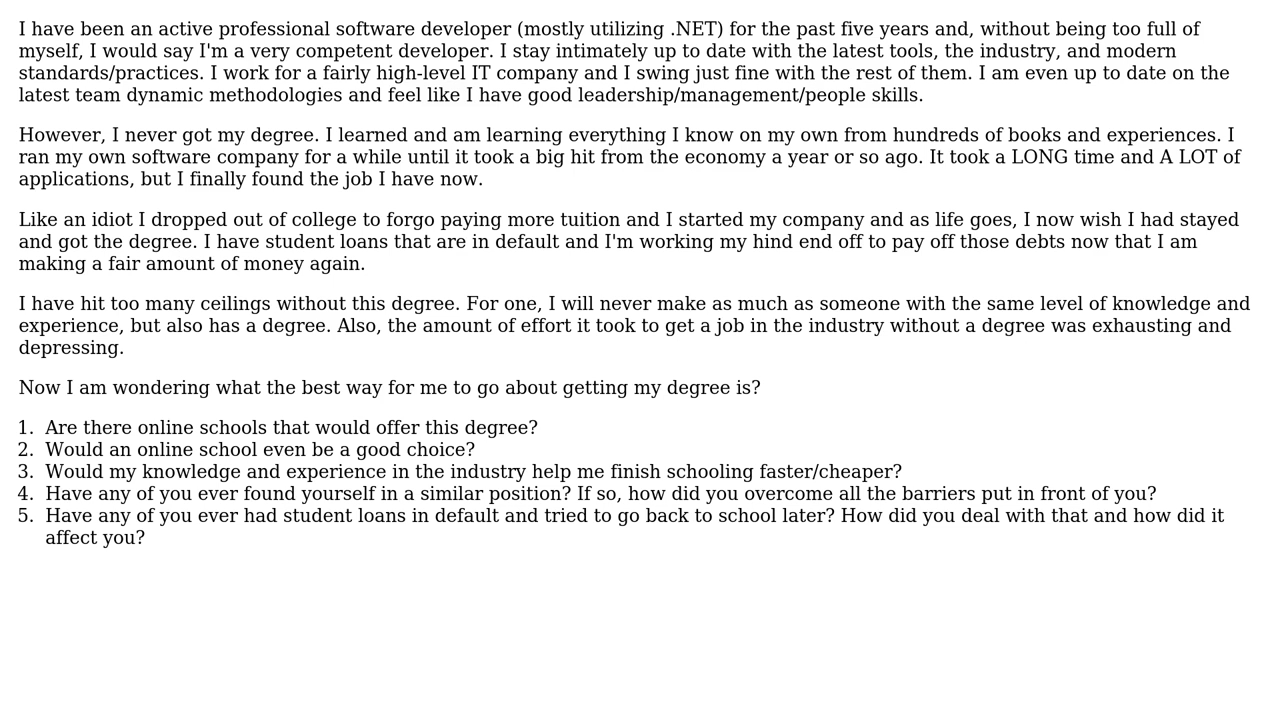 I have been an active professional software developer (mostly utilizing .NET) for the past five years and, without being too full of
myself, I would say I'm a very competent developer. I stay intimately up to date with the latest tools, the industry, and modern
standards/practices. I work for a fairly high-level IT company and I swing just fine with the rest of them. I am even up to date on the
latest team dynamic methodologies and feel like I have good leadership/management/people skills.
However, I never got my degree. I learned and am learning everything I know on my own from hundreds of books and experiences. I
ran my own software company for a while until it took a big hit from the economy a year or so ago. It took a LONG time and A LOT of
applications, but I finally found the job I have now.
Like an idiot I dropped out of college to forgo paying more tuition and I started my company and as life goes, I now wish I had stayed
and got the degree. I have student loans that are in default and I'm working my hind end off to pay off those debts now that I am
making a fair amount of money again.
I have hit too many ceilings without this degree. For one, I will never make as much as someone with the same level of knowledge and
experience, but also has a degree. Also, the amount of effort it took to get a job in the industry without a degree was exhausting and
depressing.
Now I am wondering what the best way for me to go about getting my degree is?
1. Are there online schools that would offer this degree?
2. Would an online school even be a good choice?
3. Would my knowledge and experience in the industry help me finish schooling faster/cheaper?
4. Have any of you ever found yourself in a similar position? If so, how did you overcome all the barriers put in front of you?
5. Have any of you ever had student loans in default and tried to go back to school later? How did you deal with that and how did it
affect you?